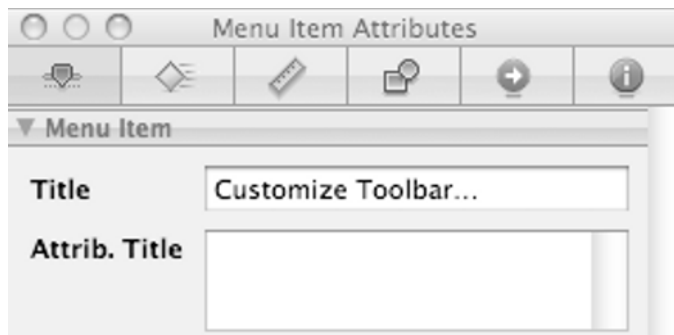 Menu Item Attributes
Menu Item
Title
Customize Toolbar...
Attrib. Title